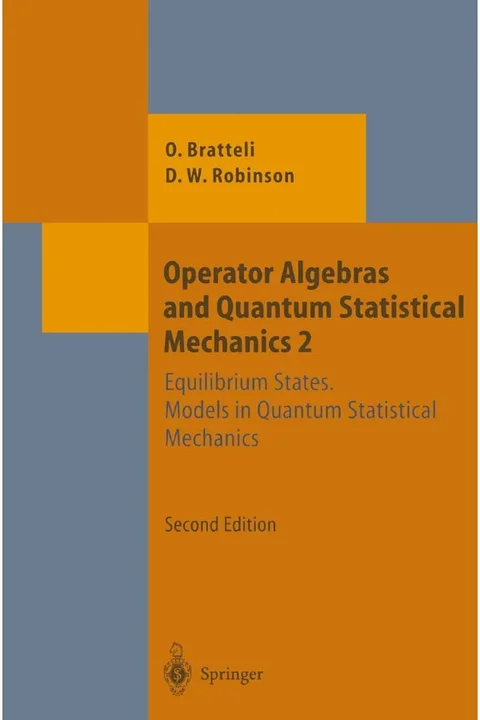 O. Bratteli
D. W. Robinson
Operator Algebras
and Quantum Statistical
Mechanics 2
Equilibrium States.
Models in Quantum Statistical
Mechanics
Second Edition
Springer